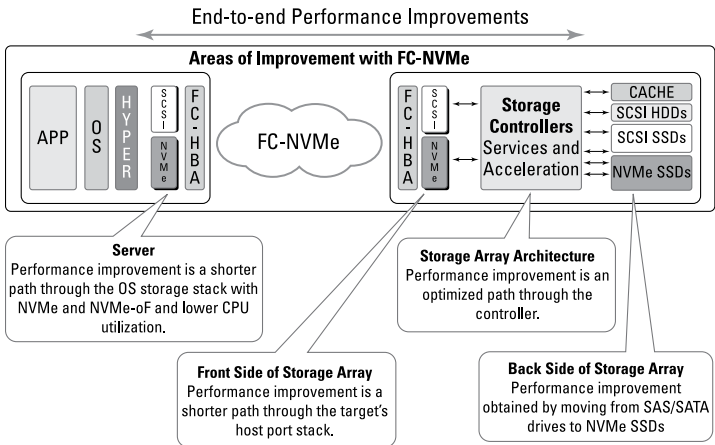 End-to-end Performance Improvements
Areas of Improvement with FC-NVMe
APP
OS
HYPER
SCSI
NVMe
FC-HBA
FC-NVMe
FC-HBA
SCSI
NVMe
Storage
Controllers
Services and
Acceleration
CACHE
SCSI HDDs
SCSI SSDs
NVMe SSDs
Server
Performance improvement is a shorter
path through the OS storage stack with
NVMe and NVMe-oF and lower CPU
utilization.
Storage Array Architecture
Performance improvement is an
optimized path through the
controller.
Front Side of Storage Array
Performance improvement is a
shorter path through the target's
host port stack.
Back Side of Storage Array
Performance improvement
obtained by moving from SAS/SATA
drives to NVMe SSDs